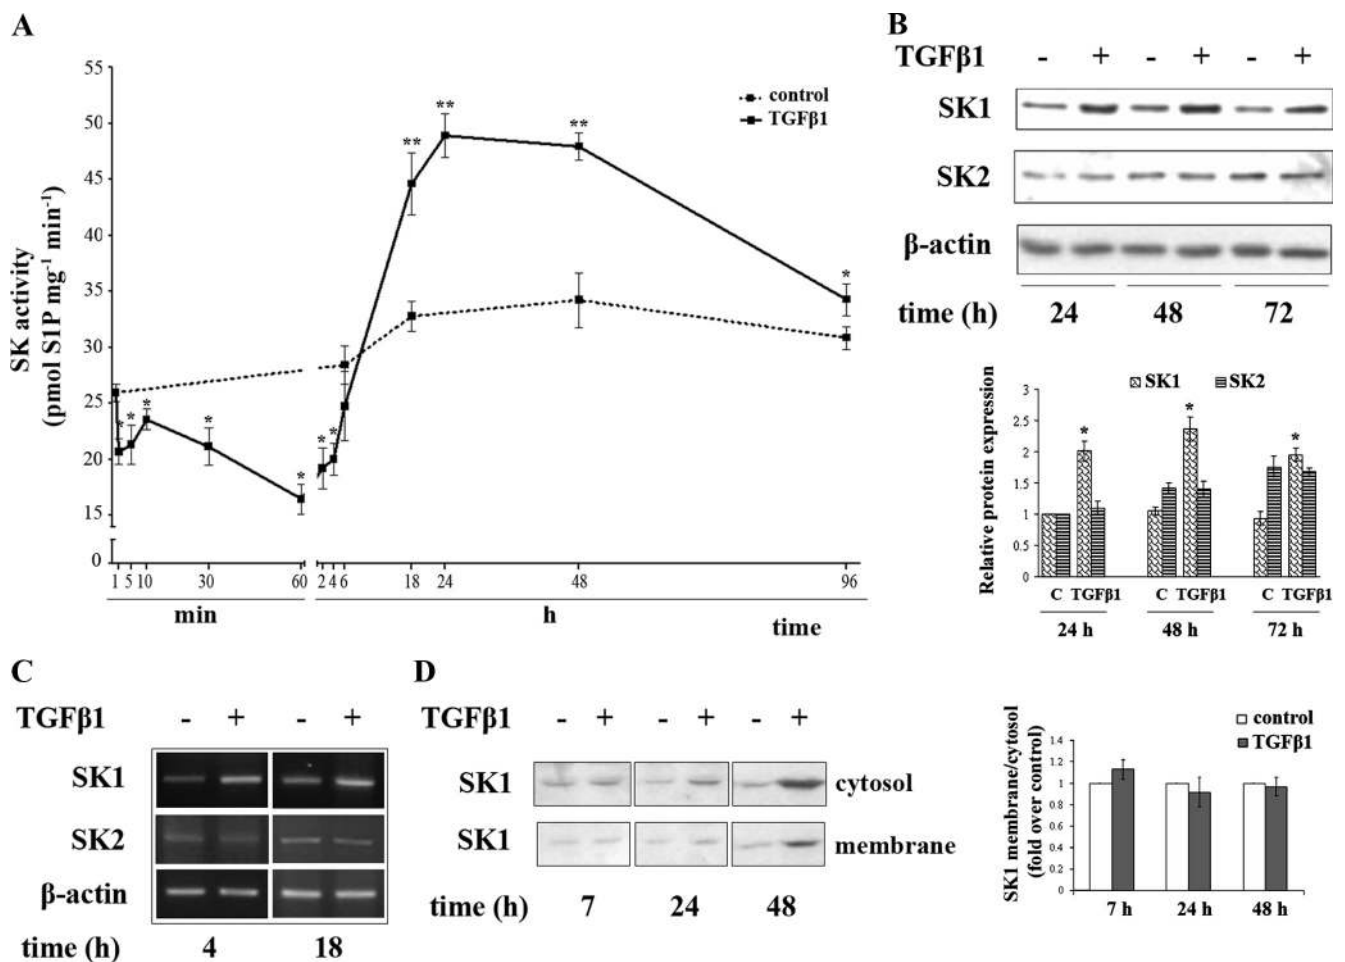 A
SK activity
(pmol S1P mg⁻¹ min⁻¹)
55
50
45
40
35
30
25
20
15
0
control
TGFβ1
**
**
**
*
*
*
*
*
*
*
*
1 5 10 30 60 2 4 6 18 24 48 96
min h
time
B
TGFβ1 - + - + - +
SK1
SK2
β-actin
time (h) 24 48 72
Relative protein expression
3
2.5
2
1.5
1
0.5
0
SK1 SK2
* * *
C TGFβ1 C TGFβ1 C TGFβ1
24 h 48 h 72 h
C
TGFβ1 - + - +
SK1
SK2
β-actin
time (h) 4 18
D
TGFβ1 - + - + - +
SK1 cytosol
SK1 membrane
time (h) 7 24 48
SK1 membrane/cytosol
(fold over control)
1.4
1.2
1
0.8
0.6
0.4
0.2
0
control
TGFβ1
7 h 24 h 48 h